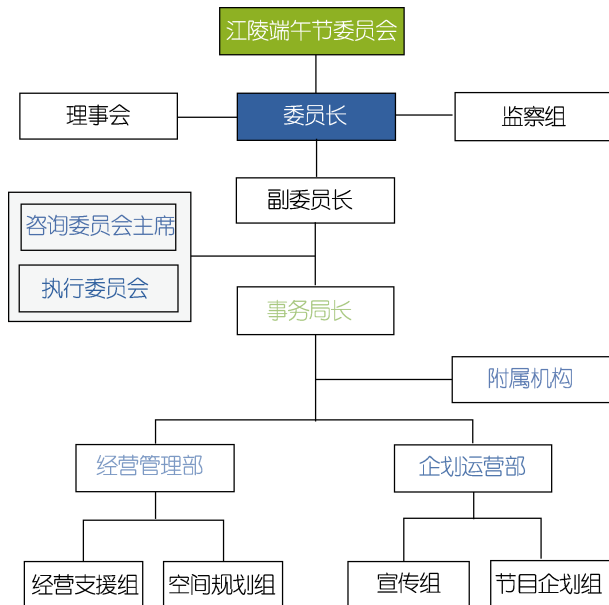 江陵端午节委员会
理事会
委员长
监察组
副委员长
咨询委员会主席
执行委员会
事务局长
附属机构
经营管理部
企划运营部
经营支援组
空间规划组
宣传组
节目企划组